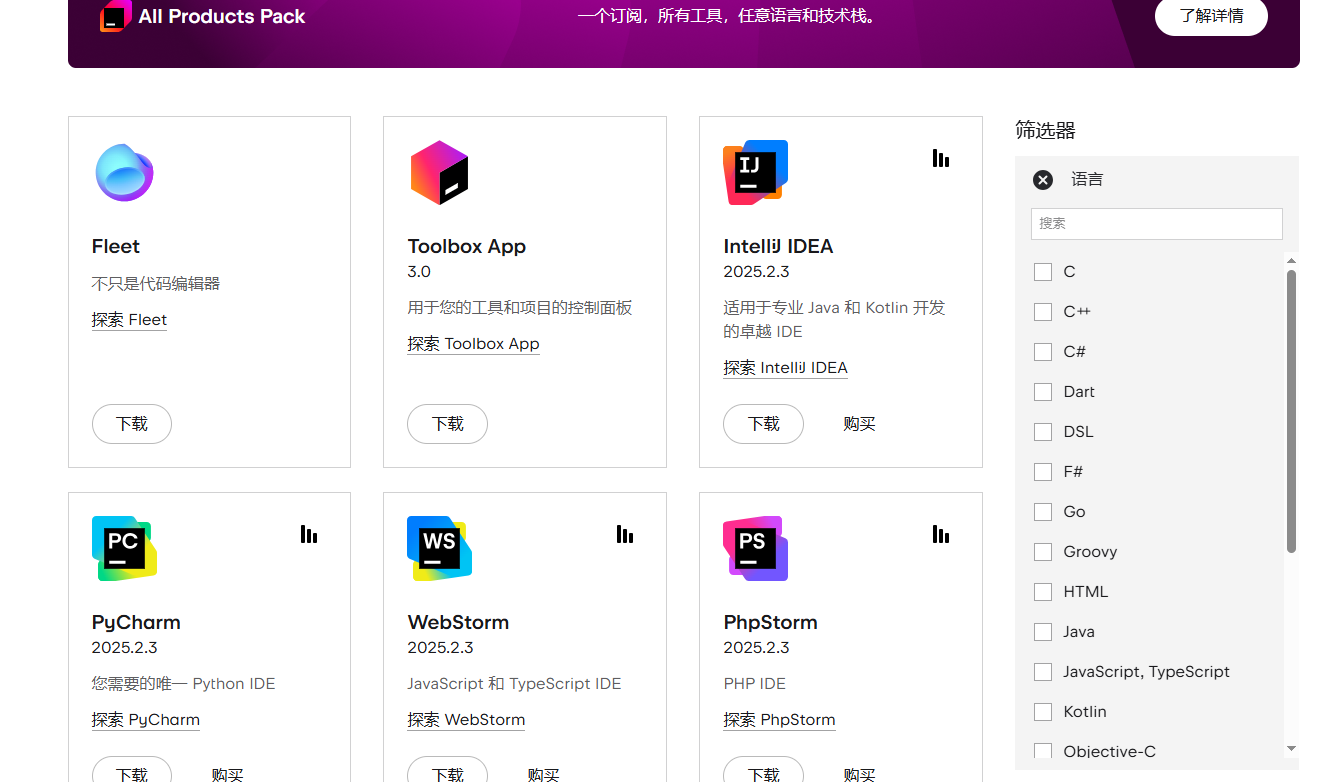 All Products Pack
一个订阅，所有工具，任意语言和技术栈。
了解详情
Fleet
不只是代码编辑器
探索 Fleet
下载
Toolbox App
3.0
用于您的工具和项目的控制面板
探索 Toolbox App
下载
IJ
IntelliJ IDEA
2025.2.3
适用于专业 Java 和 Kotlin 开发
的卓越 IDE
探索 IntelliJ IDEA
下载
购买
PC
PyCharm
2025.2.3
您需要的唯一 Python IDE
探索 PyCharm
下载
购买
WS
WebStorm
2025.2.3
JavaScript 和 TypeScript IDE
探索 WebStorm
下载
购买
PS
PhpStorm
2025.2.3
PHP IDE
探索 PhpStorm
下载
购买
筛选器
语言
搜索
C
C++
C#
Dart
DSL
F#
Go
Groovy
HTML
Java
JavaScript, TypeScript
Kotlin
Objective-C